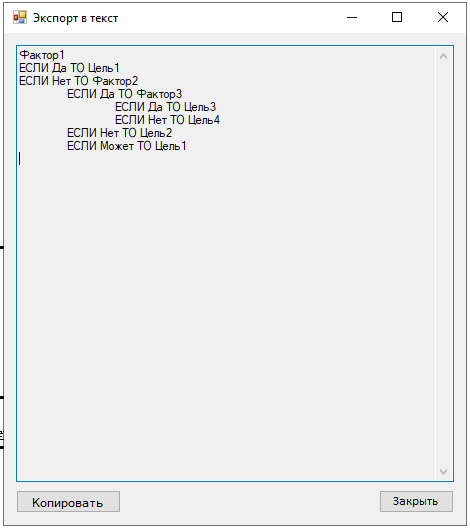 Экспорт в текст
Фактор1
ЕСЛИ Да ТО Цель1
ЕСЛИ Нет ТО Фактор2
ЕСЛИ Да ТО Фактор3
ЕСЛИ Да ТО Цель3
ЕСЛИ Нет ТО Цель4
ЕСЛИ Нет ТО Цель2
ЕСЛИ Может ТО Цель1
Копировать
Закрыть